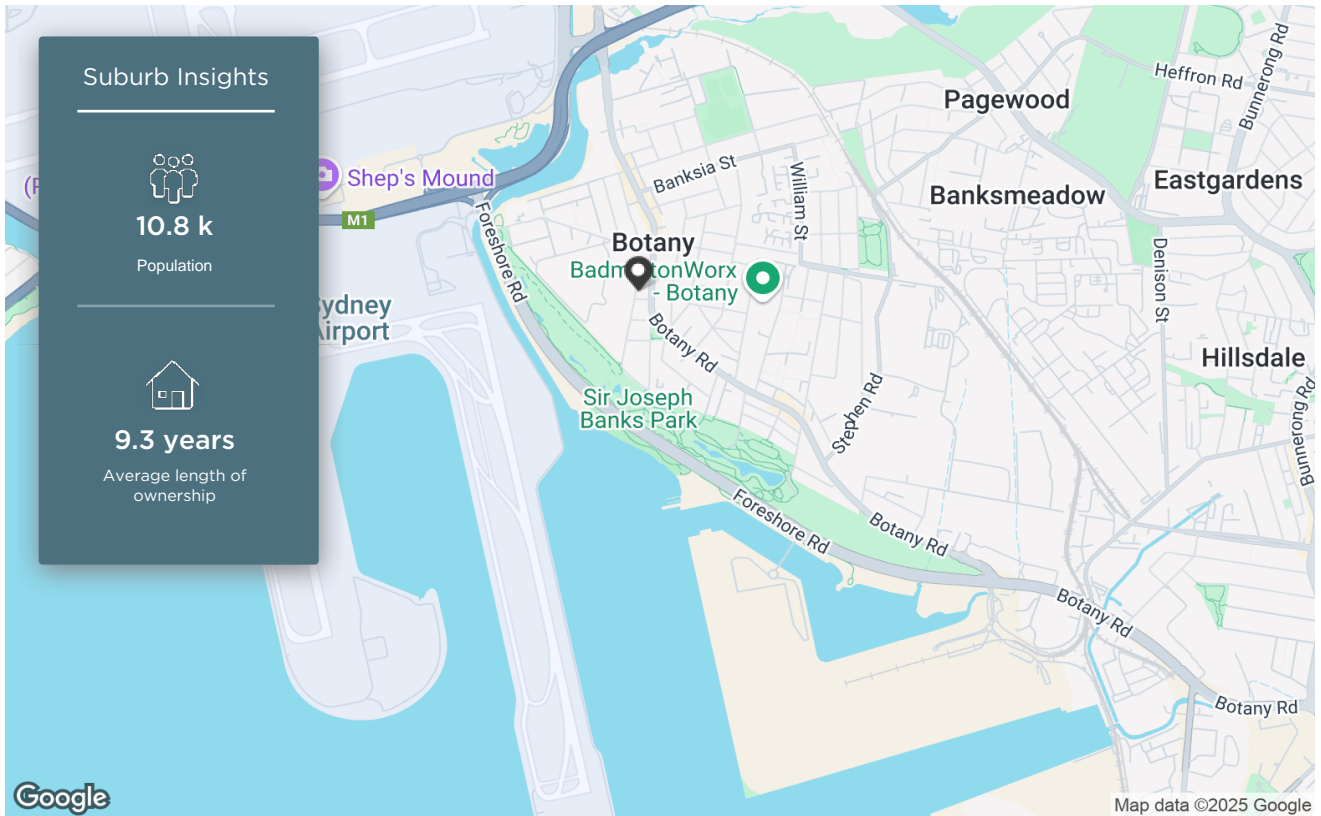 Suburb Insights
10.8 k
Population
9.3 years
Average length of
ownership
Heffron Rd
Bunnerong Rd
Pagewood
Banksia St
William St
Shep's Mound
Banksmeadow
Eastgardens
M1
Foreshore Rd
Botany
Denison St
- Botany
Airport
Botany Rd
Hillsdale
Sir Joseph
Banks Park
Stephen Rd
Bunnerong Rd
Foreshore Rd
Botany Rd
Botany Rd
Botany Rd
Google
Map data ©2025 Google